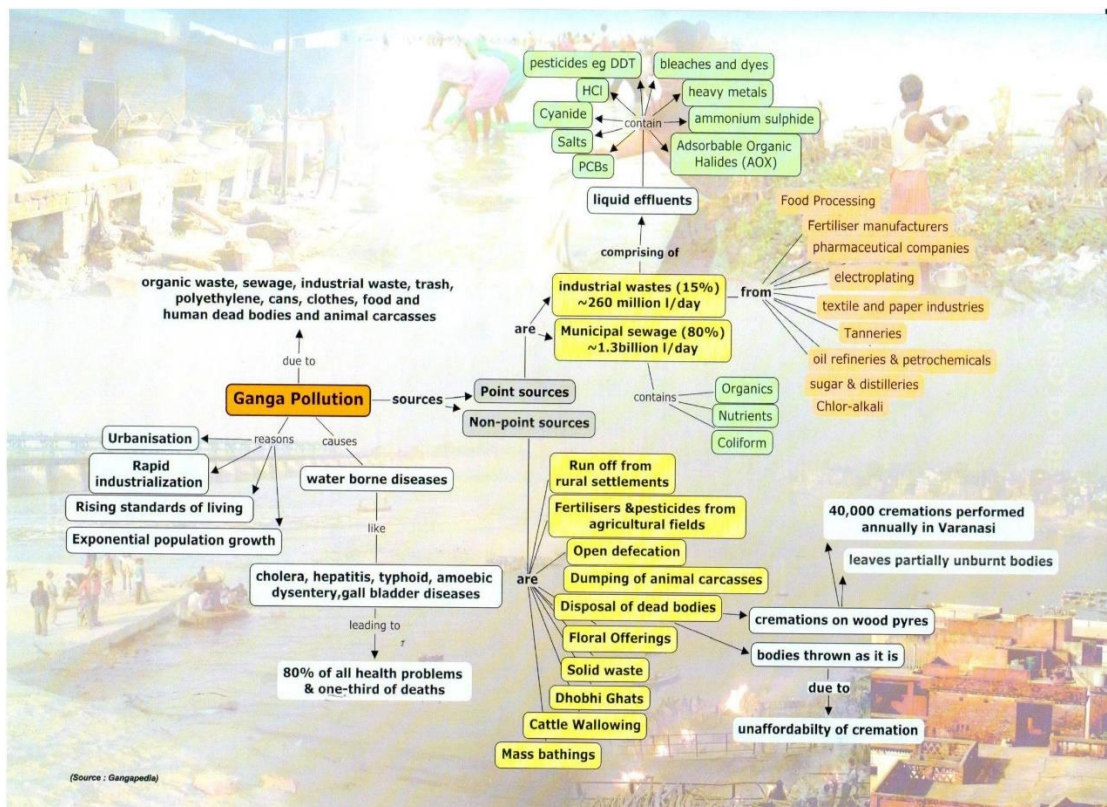 pesticides eg DDT
bleaches and dyes
HCl
heavy metals
Cyanide
contain
ammonium sulphide
Salts
Adsorbable Organic
Halides (AOX)
PCBs
liquid effluents
comprising of
Food Processing
Fertiliser manufacturers
pharmaceutical companies
electroplating
from
textile and paper industries
Tanneries
oil refineries & petrochemicals
sugar & distilleries
Chlor-alkali
industrial wastes (15%)
~260 million l/day
are
Municipal sewage (80%)
~1.3billion l/day
contains
Organics
Nutrients
Coliform
organic waste, sewage, industrial waste, trash,
polyethylene, cans, clothes, food and
human dead bodies and animal carcasses
due to
Ganga Pollution
sources
Point sources
Non-point sources
reasons
causes
Urbanisation
Rapid
industrialization
Rising standards of living
Exponential population growth
water borne diseases
like
cholera, hepatitis, typhoid, amoebic
dysentery,gall bladder diseases
leading to
80% of all health problems
& one-third of deaths
are
Run off from
rural settlements
Fertilisers &pesticides from
agricultural fields
Open defecation
Dumping of animal carcasses
Disposal of dead bodies
Floral Offerings
Solid waste
Dhobhi Ghats
Cattle Wallowing
Mass bathings
40,000 cremations performed
annually in Varanasi
leaves partially unburnt bodies
cremations on wood pyres
bodies thrown as it is
due to
unaffordabilty of cremation
(Source : Gangapedia)